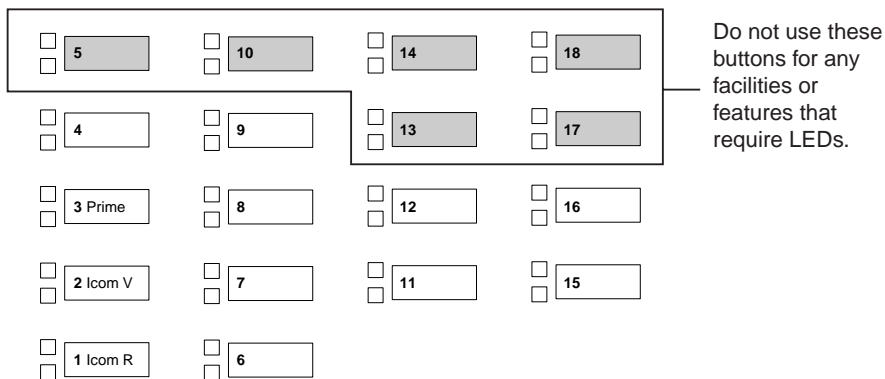 5 10 14 18
Do not use these
buttons for any
facilities or
features that
require LEDs.
4 9 13 17
3 Prime 8 12 16
2 Icom V 7 11 15
1 Icom R 6